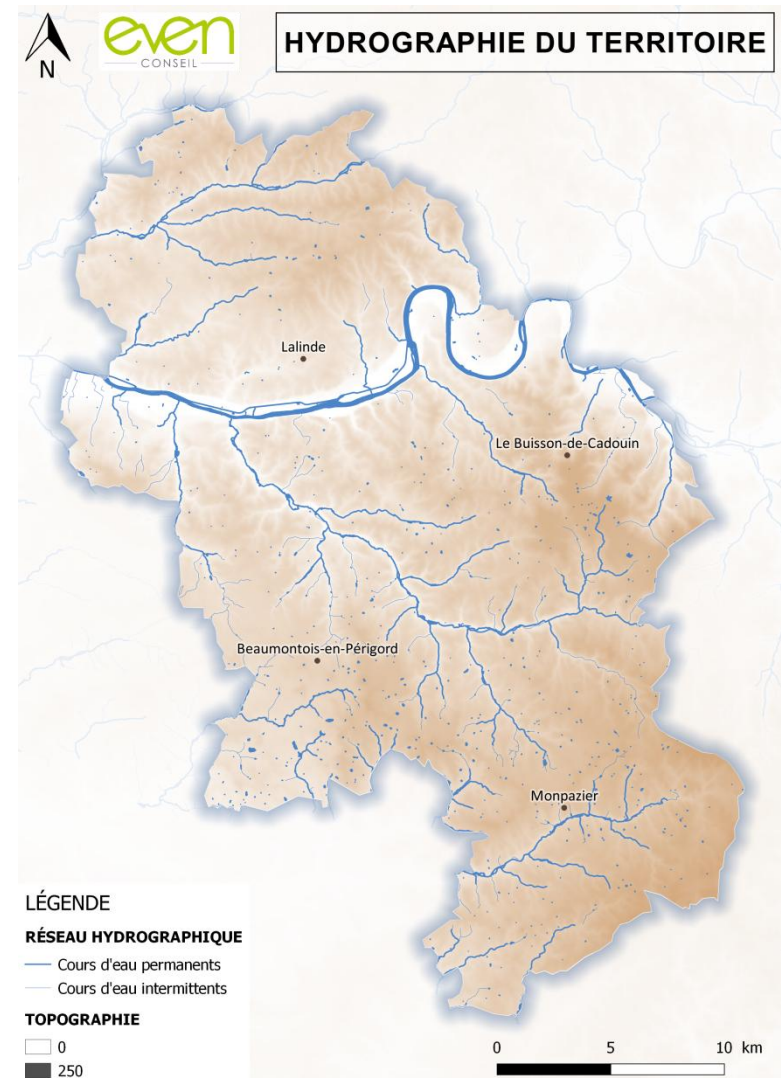 N
even
CONSEIL
HYDROGRAPHIE DU TERRITOIRE
Lalinde
Le Buisson-de-Cadouin
Beaumontois-en-Périgord
Monpazier
LÉGENDE
RÉSEAU HYDROGRAPHIQUE
Cours d'eau permanents
Cours d'eau intermittents
TOPOGRAPHIE
0
250
0 5 10 km